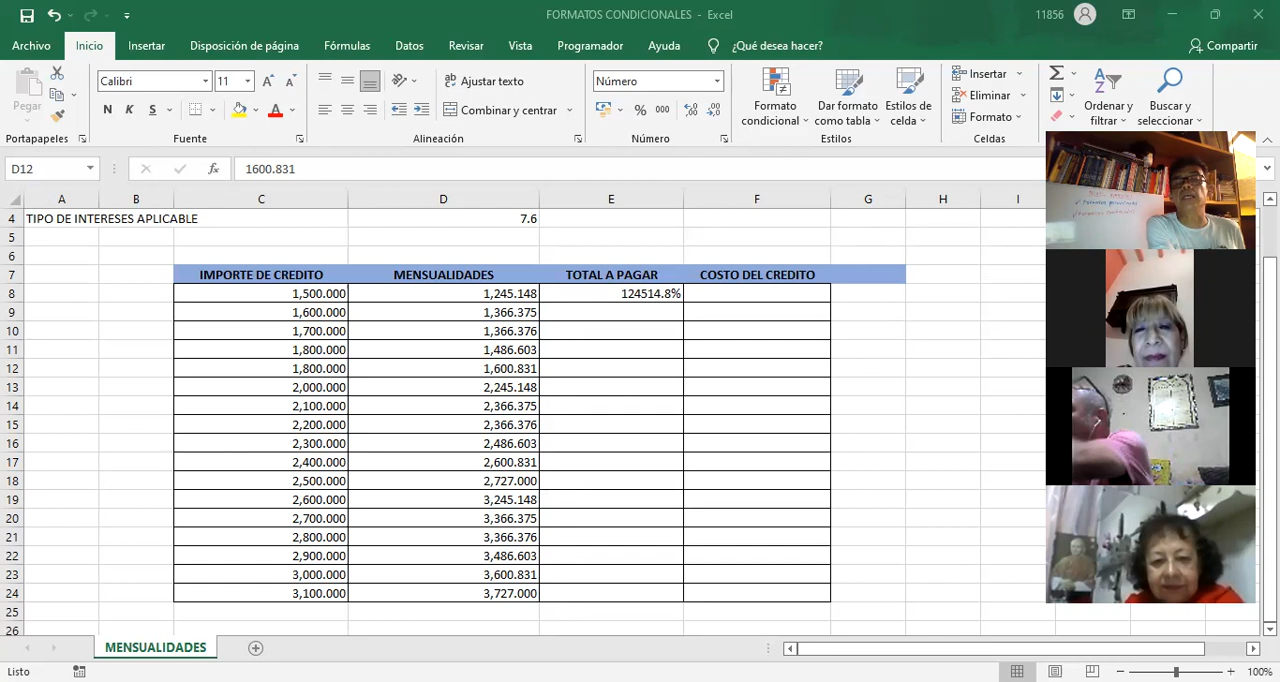 FORMATOS CONDICIONALES - Excel
11856
Archivo Inicio Insertar Disposición de página Fórmulas Datos Revisar Vista Programador Ayuda ¿Qué desea hacer? Compartir
Pegar
Calibri 11
N K S
Ajustar texto
Combinar y centrar
Número
% 000
Formato condicional
Dar formato como tabla
Estilos de celda
Insertar
Eliminar
Formato
Ordenar y filtrar
Buscar y seleccionar
Portapapeles Fuente Alineación Número Estilos Celdas
D12 fx 1600.831
A B C D E F G H I
4 TIPO DE INTERESES APLICABLE 7.6
5
6
7 IMPORTE DE CREDITO MENSUALIDADES TOTAL A PAGAR COSTO DEL CREDITO
8 1,500.000 1,245.148 124514.8%
9 1,600.000 1,366.375
10 1,700.000 1,366.376
11 1,800.000 1,486.603
12 1,800.000 1,600.831
13 2,000.000 2,245.148
14 2,100.000 2,366.375
15 2,200.000 2,366.376
16 2,300.000 2,486.603
17 2,400.000 2,600.831
18 2,500.000 2,727.000
19 2,600.000 3,245.148
20 2,700.000 3,366.375
21 2,800.000 3,366.376
22 2,900.000 3,486.603
23 3,000.000 3,600.831
24 3,100.000 3,727.000
25
26
MENSUALIDADES
Listo 100%